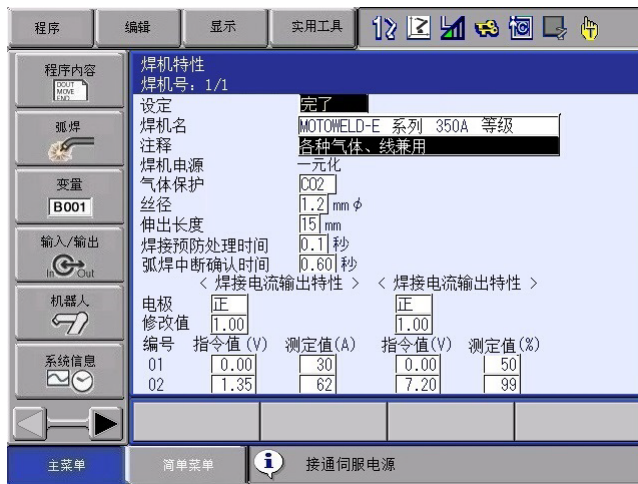 程序
编辑
显示
实用工具
程序内容
DOUT
MOVE
END
弧焊
变量
B001
输入/输出
In Out
机器人
系统信息
焊机特性
焊机号: 1/1
设定 完了
焊机名 MOTOWELD-E 系列 350A 等级
注释 各种气体、线兼用
焊机电源 一元化
气体保护 CO2
丝径 1.2 mmφ
伸出长度 15 mm
焊接预防处理时间 0.1 秒
弧焊中断确认时间 0.60 秒
< 焊接电流输出特性 > < 焊接电流输出特性 >
电极 正 正
修改值 1.00 1.00
编号 指令值(V) 测定值(A) 指令值(V) 测定值(%)
01 0.00 30 0.00 50
02 1.35 62 7.20 99
主菜单
简单菜单
接通伺服电源